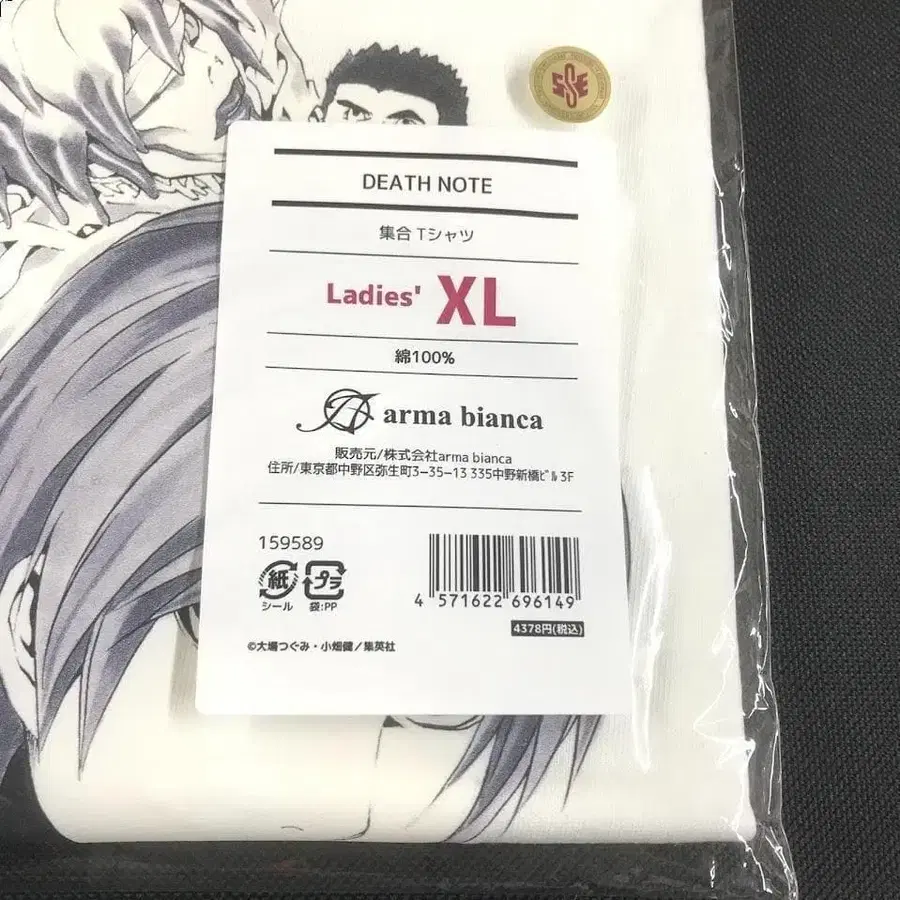 SSE
DEATH NOTE
集合 Tシャツ
Ladies' XL
綿100%
arma bianca
販売元/株式会社arma bianca
住所/東京都中野区弥生町3-35-13 335中野新橋ﾋﾞﾙ3F
159589
紙
プラ
シール
袋:PP
4 571622 696149
4378円(税込)
©大場つぐみ・小畑健/集英社